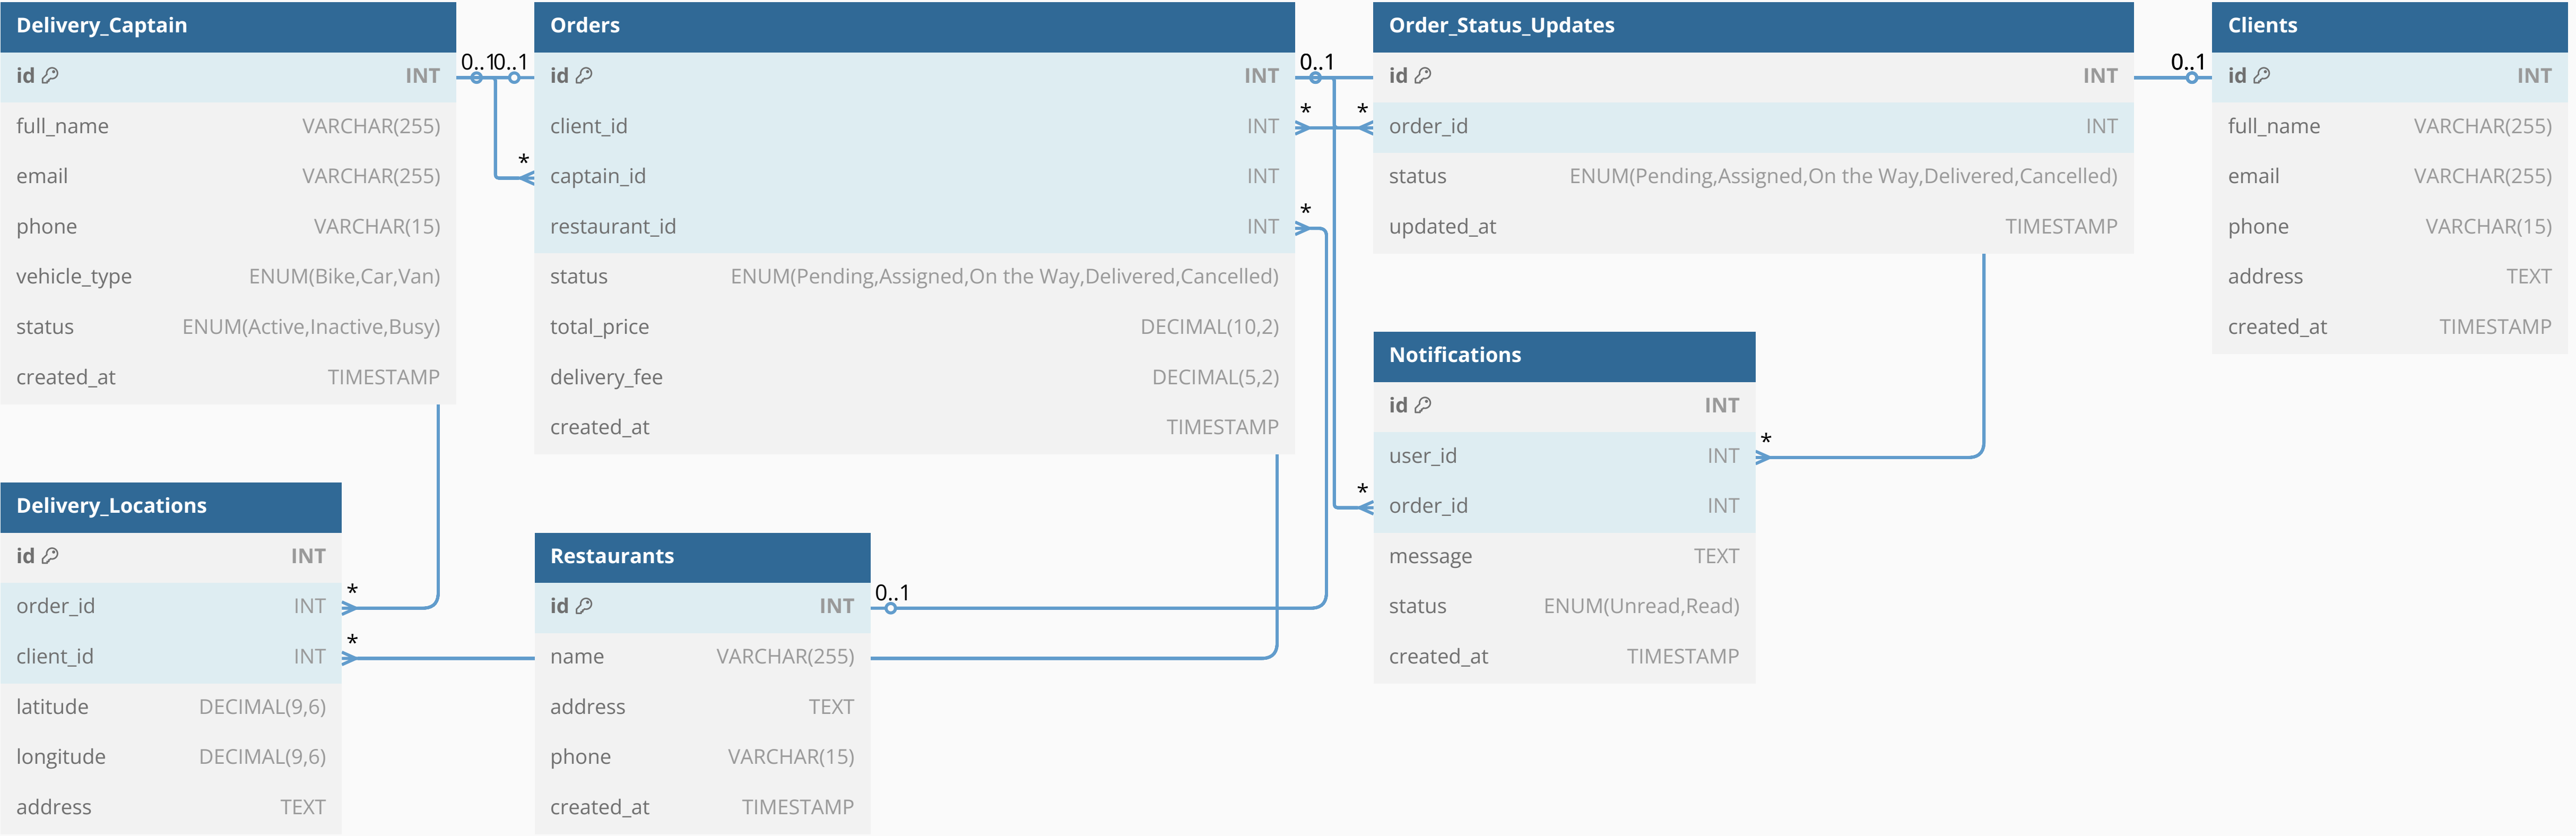 Delivery_Captain
id INT
full_name VARCHAR(255)
email VARCHAR(255)
phone VARCHAR(15)
vehicle_type ENUM(Bike,Car,Van)
status ENUM(Active,Inactive,Busy)
created_at TIMESTAMP
0..1
0..1
*
Orders
id INT
client_id INT
captain_id INT
restaurant_id INT
status ENUM(Pending,Assigned,On the Way,Delivered,Cancelled)
total_price DECIMAL(10,2)
delivery_fee DECIMAL(5,2)
created_at TIMESTAMP
0..1
* *
*
Order_Status_Updates
id INT
order_id INT
status ENUM(Pending,Assigned,On the Way,Delivered,Cancelled)
updated_at TIMESTAMP
0..1
Clients
id INT
full_name VARCHAR(255)
email VARCHAR(255)
phone VARCHAR(15)
address TEXT
created_at TIMESTAMP
Delivery_Locations
id INT
order_id INT
client_id INT
latitude DECIMAL(9,6)
longitude DECIMAL(9,6)
address TEXT
*
*
Restaurants
id INT
name VARCHAR(255)
address TEXT
phone VARCHAR(15)
created_at TIMESTAMP
0..1
Notifications
id INT
user_id INT
order_id INT
message TEXT
status ENUM(Unread,Read)
created_at TIMESTAMP
*
*